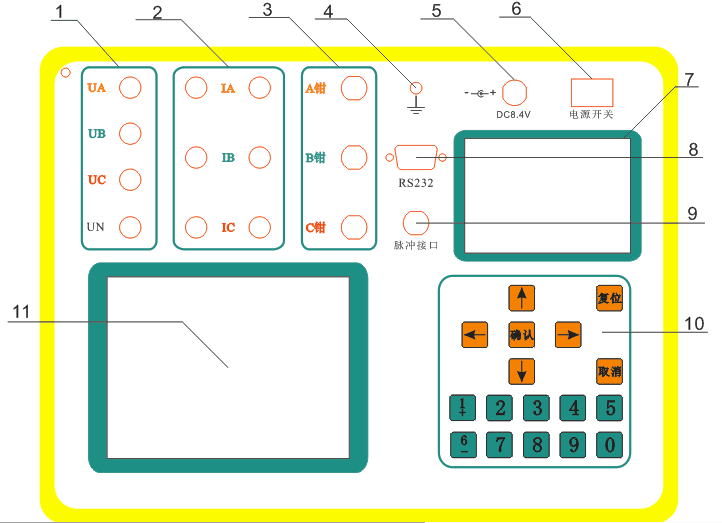 1 2 3 4 5 6
7
UA IA A钳 - + DC8.4V 电源开关
UB
8
IB B钳 RS232
UC
9
UN IC C钳 脉冲接口
11
复位
确认
10
取消
1 + 2 3 4 5
6 - 7 8 9 0